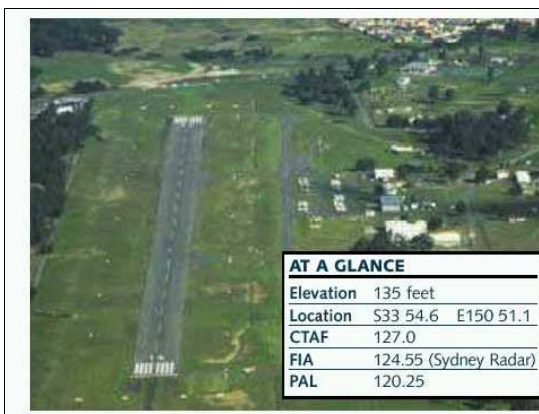 AT A GLANCE
Elevation 135 feet
Location S33 54.6 E150 51.1
CTAF 127.0
FIA 124.55 (Sydney Radar)
PAL 120.25